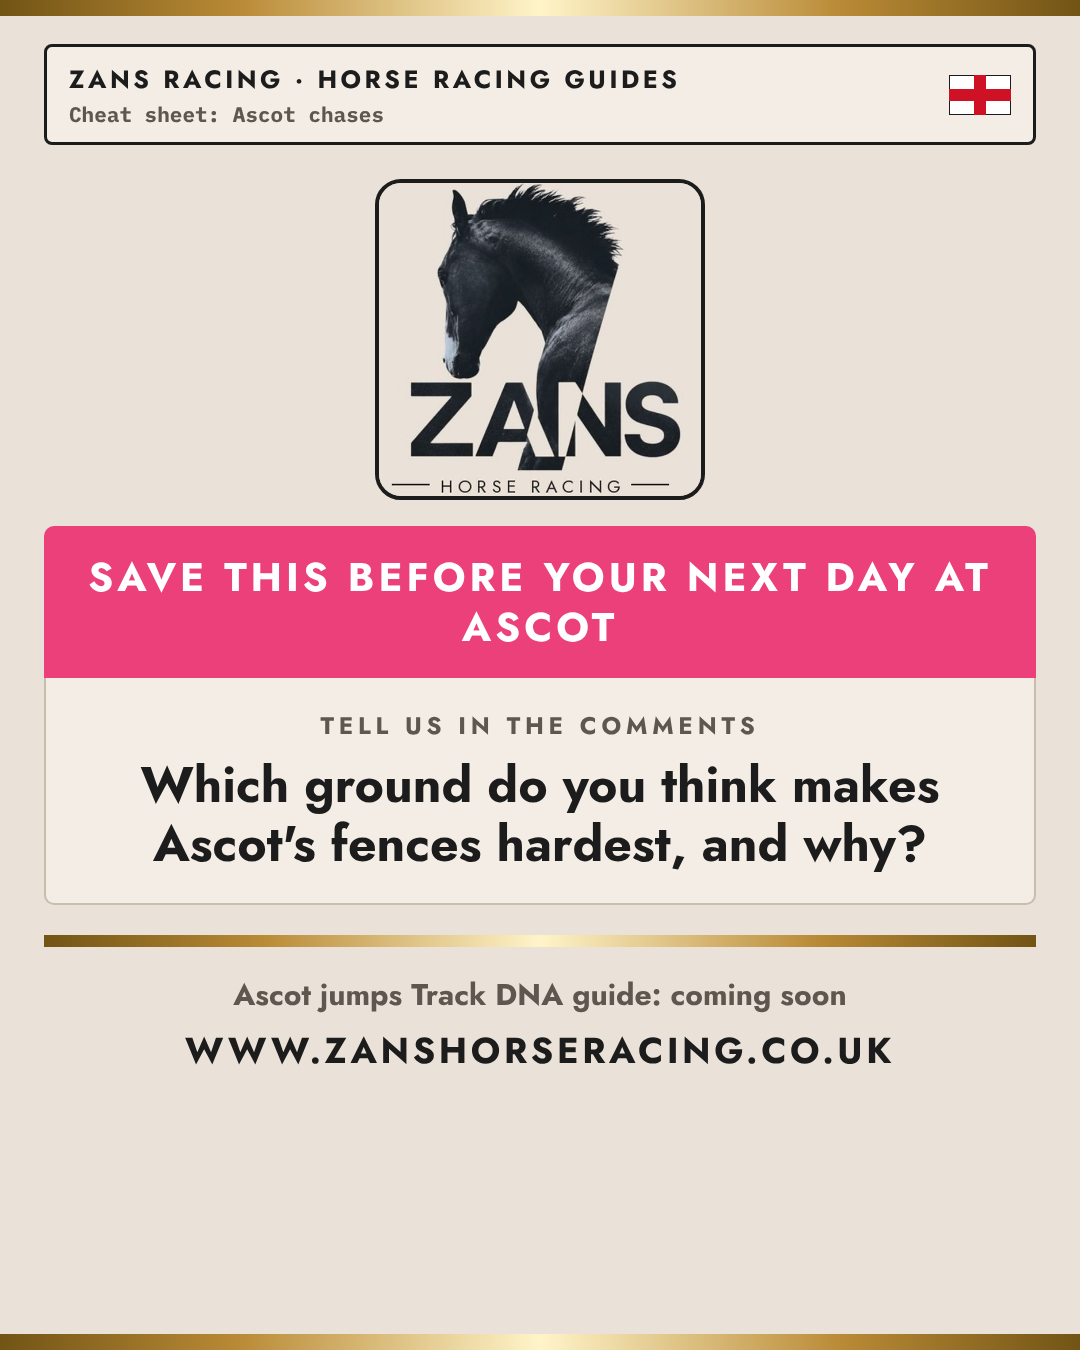 ZANS RACING · HORSE RACING GUIDES
Cheat sheet: Ascot chases
ZANS
HORSE RACING
SAVE THIS BEFORE YOUR NEXT DAY AT
ASCOT
TELL US IN THE COMMENTS
Which ground do you think makes
Ascot's fences hardest, and why?
Ascot jumps Track DNA guide: coming soon
WWW.ZANSHORSERACING.CO.UK